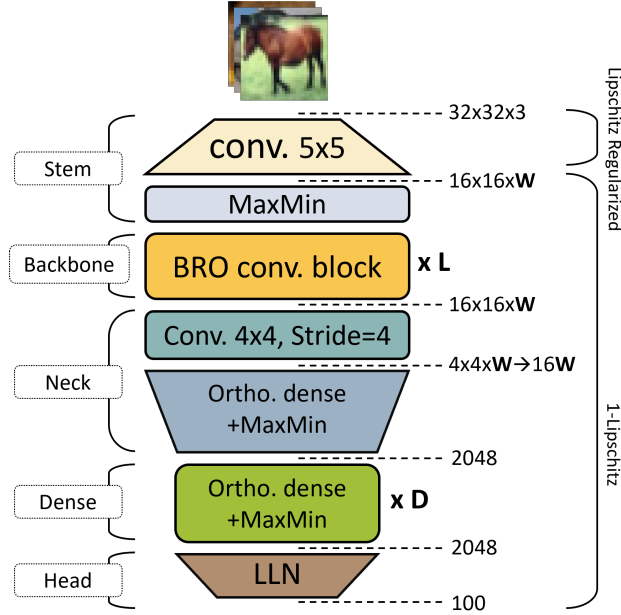 32x32x3
Lipschitz Regularized
Stem
conv. 5x5
16x16xW
MaxMin
Backbone
BRO conv. block
x L
16x16xW
Neck
Conv. 4x4, Stride=4
4x4xW→16W
Ortho. dense
+MaxMin
1-Lipschitz
2048
Dense
Ortho. dense
+MaxMin
x D
2048
Head
LLN
100